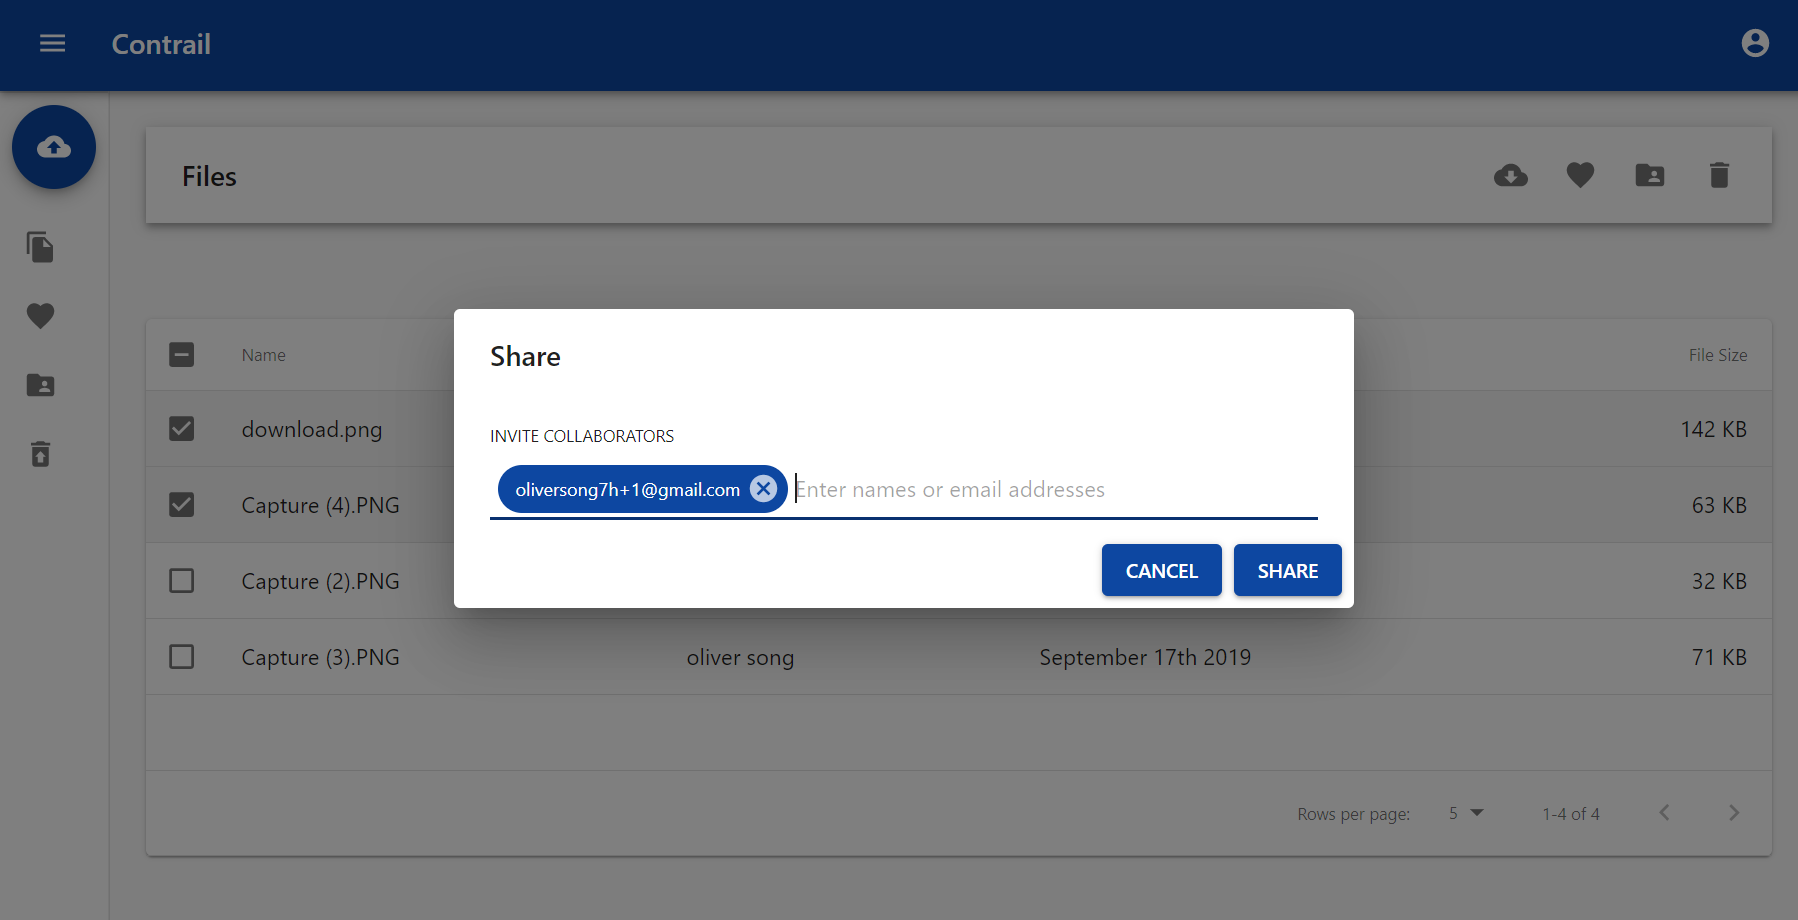 Contrail
Files
Share
INVITE COLLABORATORS
oliversong7h+1@gmail.com Enter names or email addresses
CANCEL SHARE
Name File Size
download.png 142 KB
Capture (4).PNG 63 KB
Capture (2).PNG 32 KB
Capture (3).PNG oliver song September 17th 2019 71 KB
Rows per page: 5 1-4 of 4